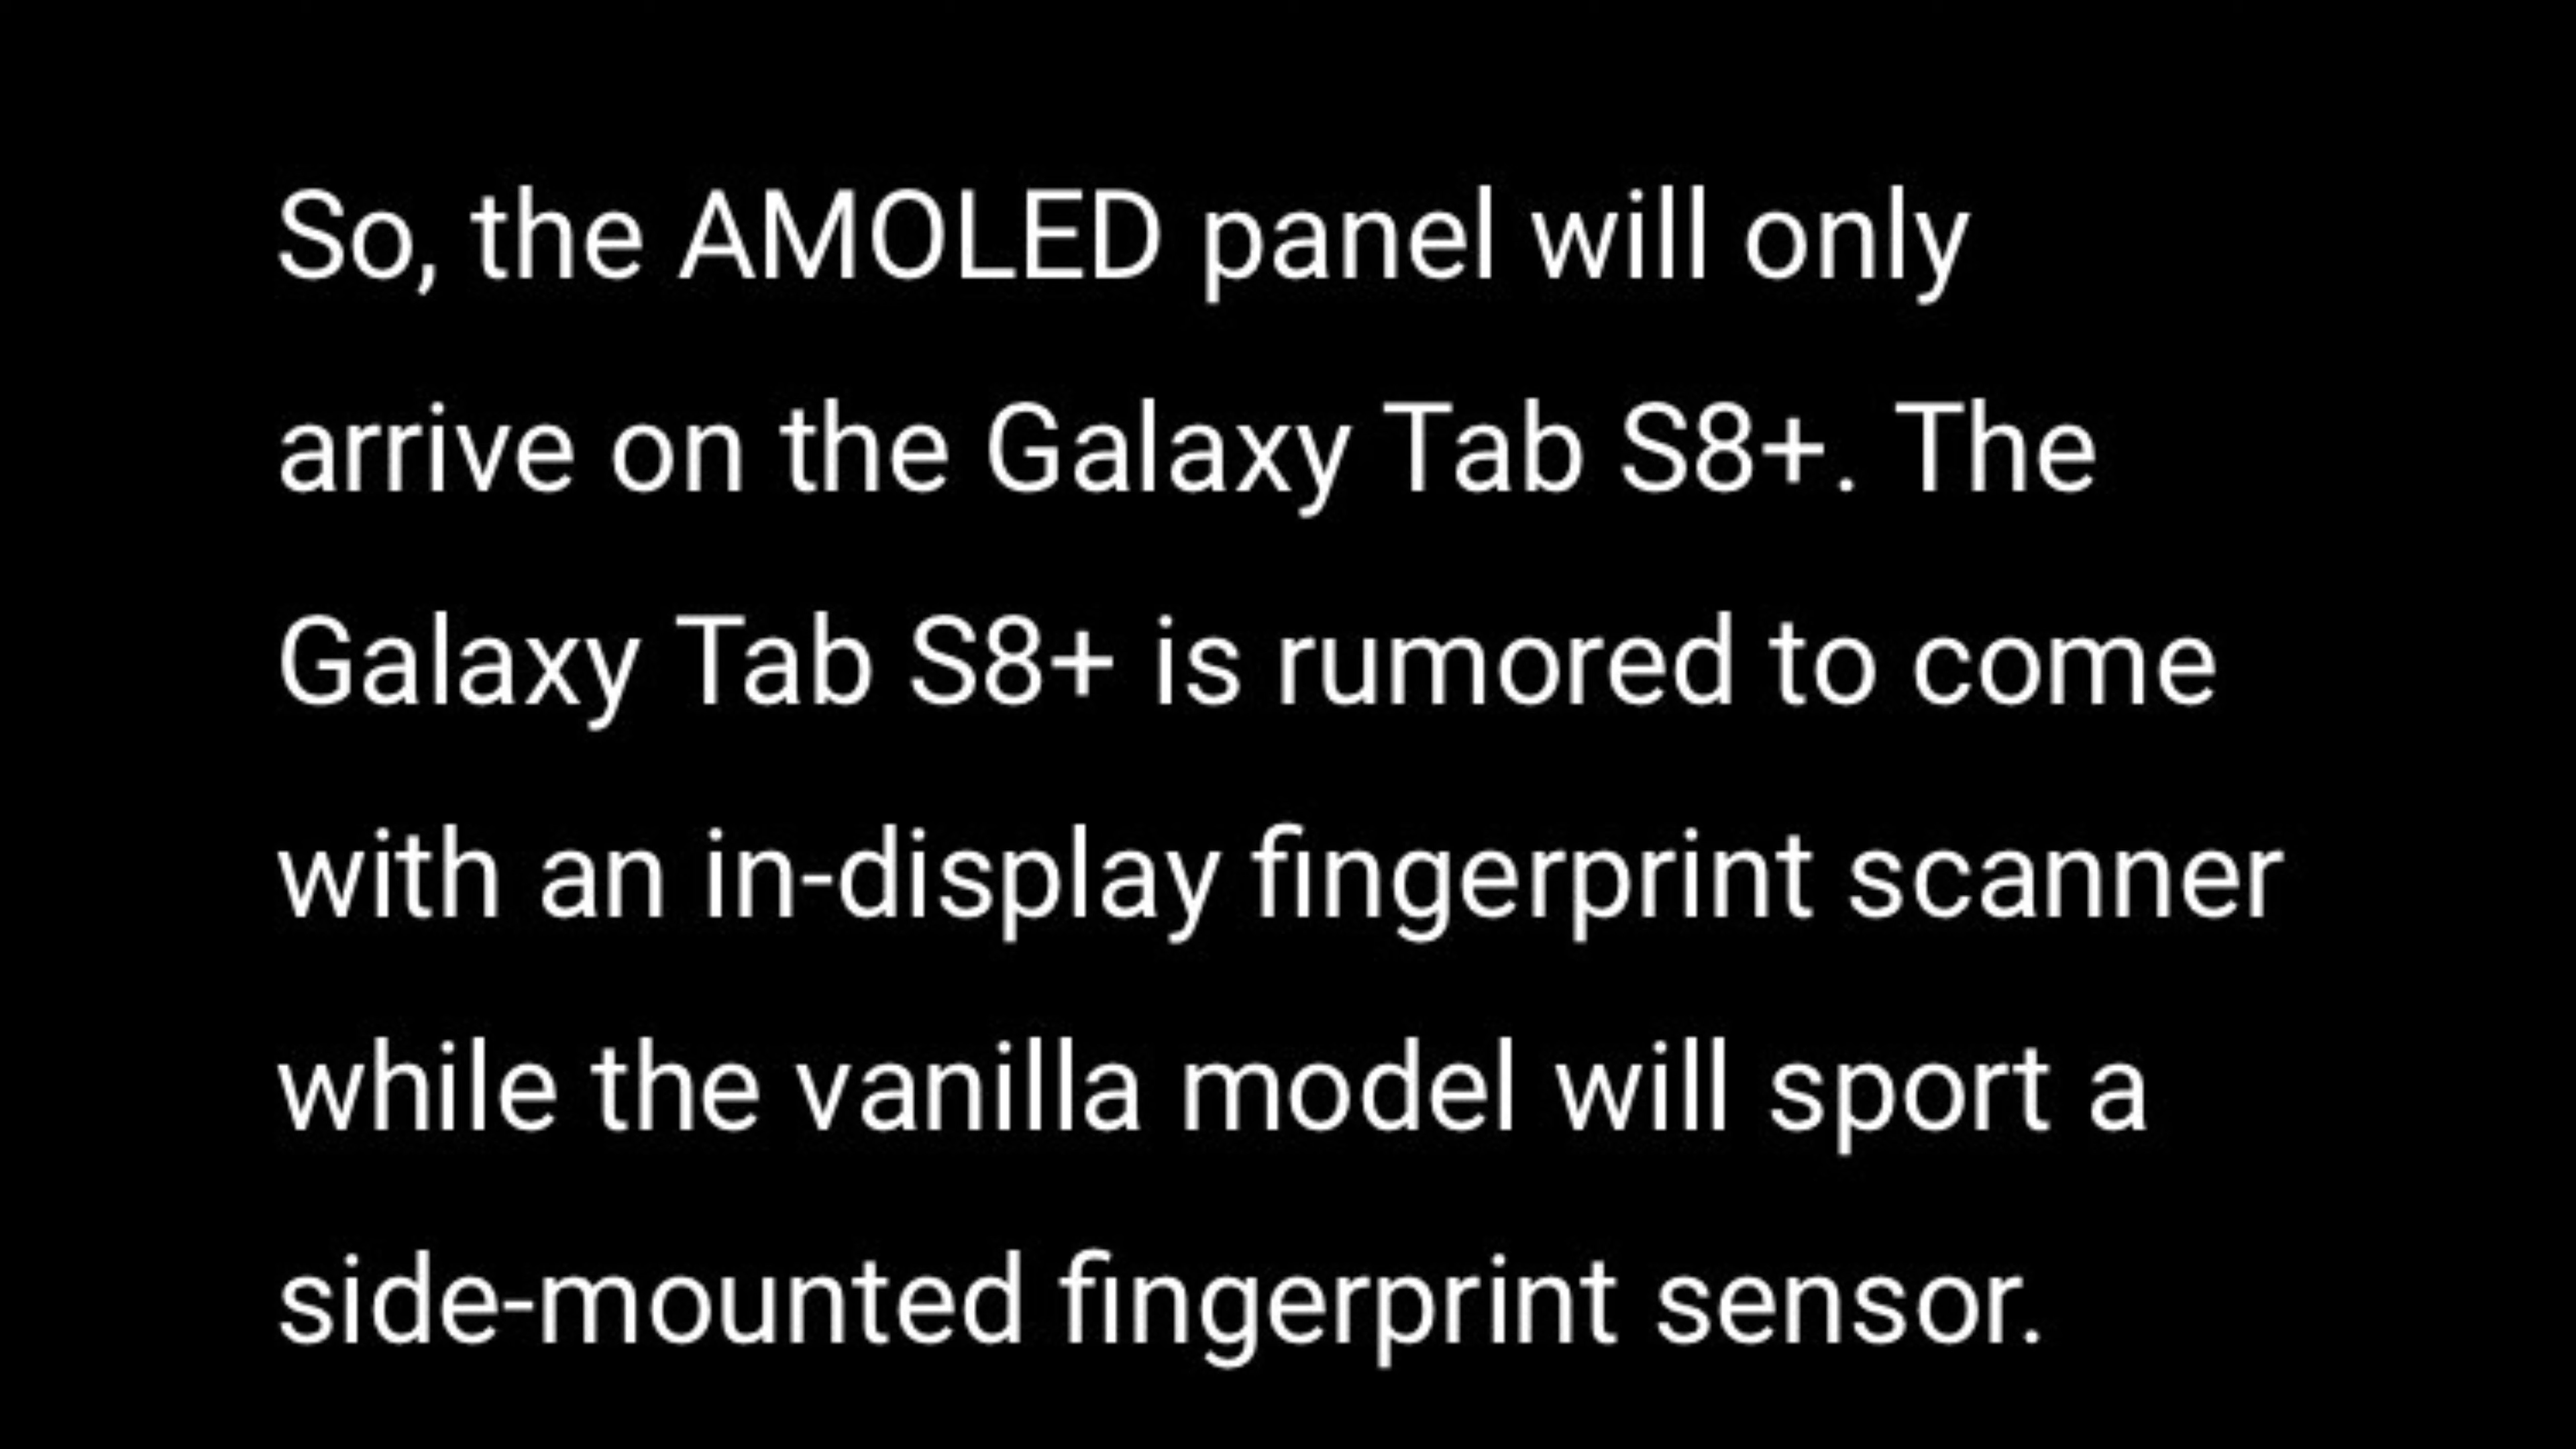 So, the AMOLED panel will only
arrive on the Galaxy Tab S8+. The
Galaxy Tab S8+ is rumored to come
with an in-display fingerprint scanner
while the vanilla model will sport a
side-mounted fingerprint sensor.